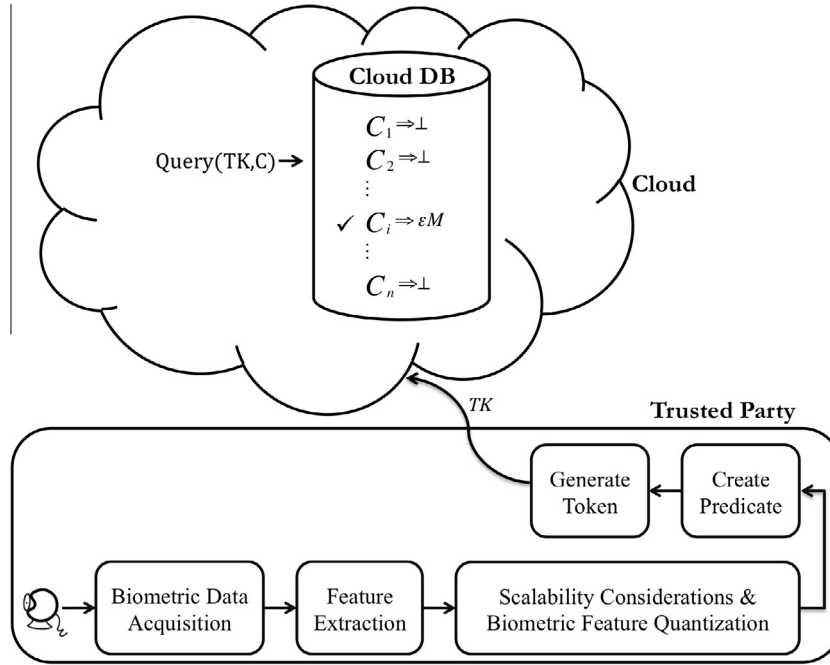 Cloud DB
C₁ ⇒ ⊥
C₂ ⇒ ⊥
⋮
Query(TK,C)
Cloud
✓ Cᵢ ⇒ εM
⋮
Cₙ ⇒ ⊥
TK
Trusted Party
Generate
Token
Create
Predicate
Biometric Data
Acquisition
Feature
Extraction
Scalability Considerations &
Biometric Feature Quantization